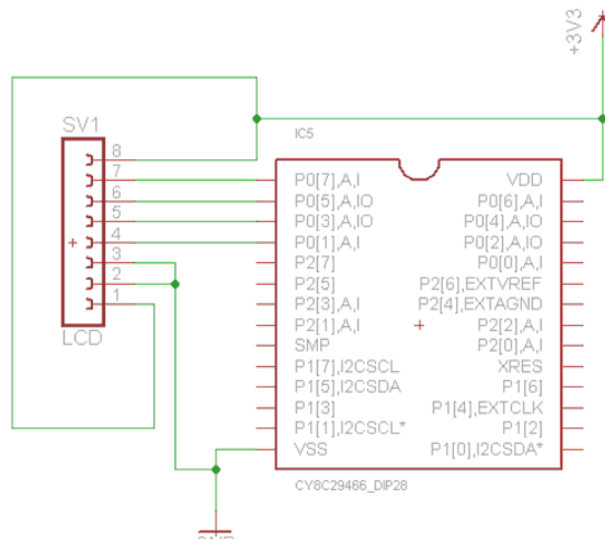 +3V3
SV1
8
7
6
5
4
3
2
1
LCD
IC5
P0[7],A,I
P0[5],A,IO
P0[3],A,IO
P0[1],A,I
P2[7]
P2[5]
P2[3],A,I
P2[1],A,I
SMP
P1[7],I2CSCL
P1[5],I2CSDA
P1[3]
P1[1],I2CSCL*
VSS
VDD
P0[6],A,I
P0[4],A,IO
P0[2],A,IO
P0[0],A,I
P2[6],EXTVREF
P2[4],EXTAGND
P2[2],A,I
P2[0],A,I
XRES
P1[6]
P1[4],EXTCLK
P1[2]
P1[0],I2CSDA*
CY8C29466_DIP28